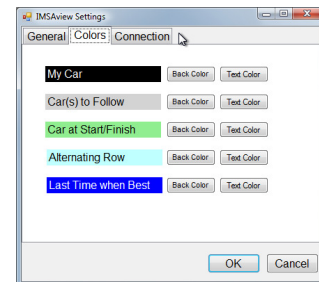 IMSAview Settings
General Colors Connection
My Car Back Color Text Color
Car(s) to Follow Back Color Text Color
Car at Start/Finish Back Color Text Color
Alternating Row Back Color Text Color
Last Time when Best Back Color Text Color
OK Cancel